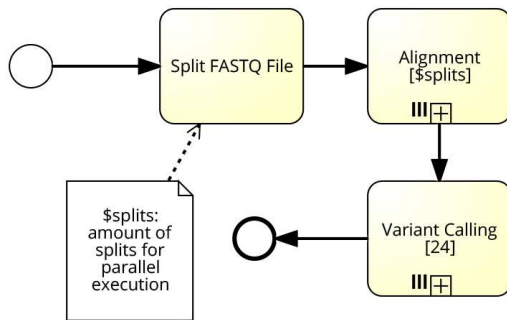 Split FASTQ File
Alignment
[$splits]
$splits:
amount of
splits for
parallel
execution
Variant Calling
[24]